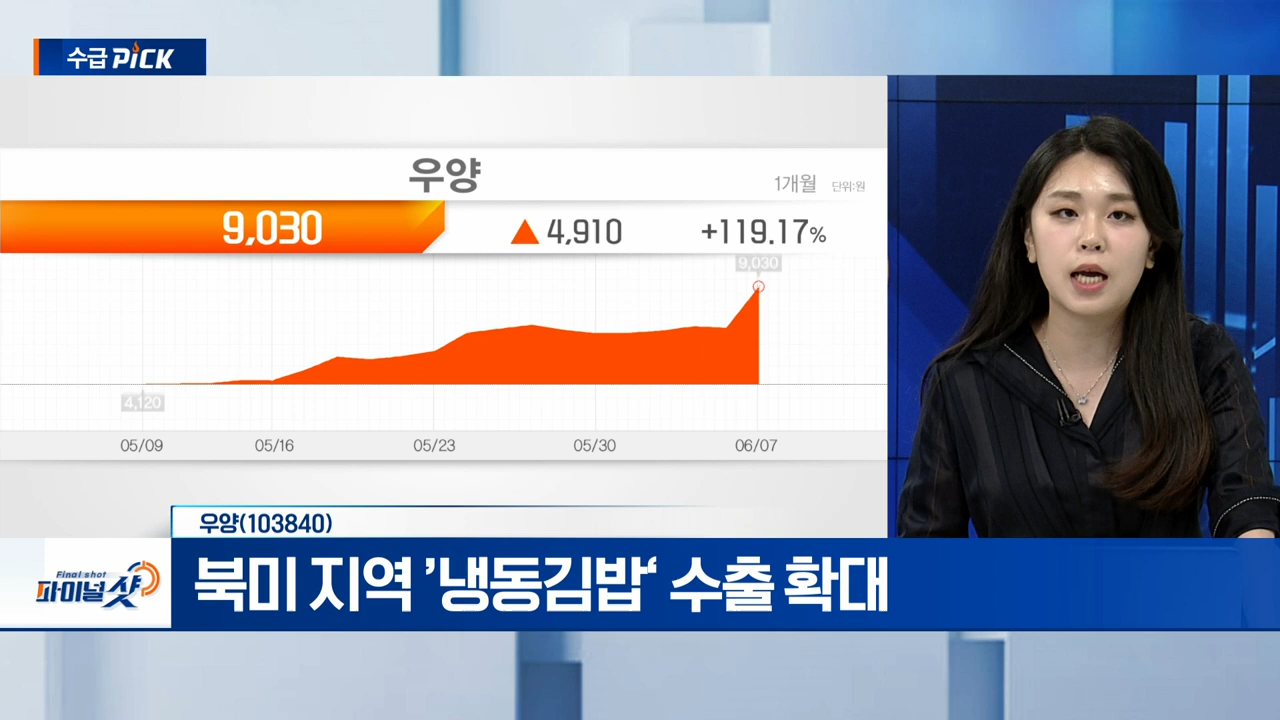 수급 PiCK
우양
1개월 단위:원
9,030 ▲ 4,910 +119.17%
9,030
4,120
05/09 05/16 05/23 05/30 06/07
우양(103840)
Final shot
파이널샷
북미 지역 ’냉동김밥‘ 수출 확대